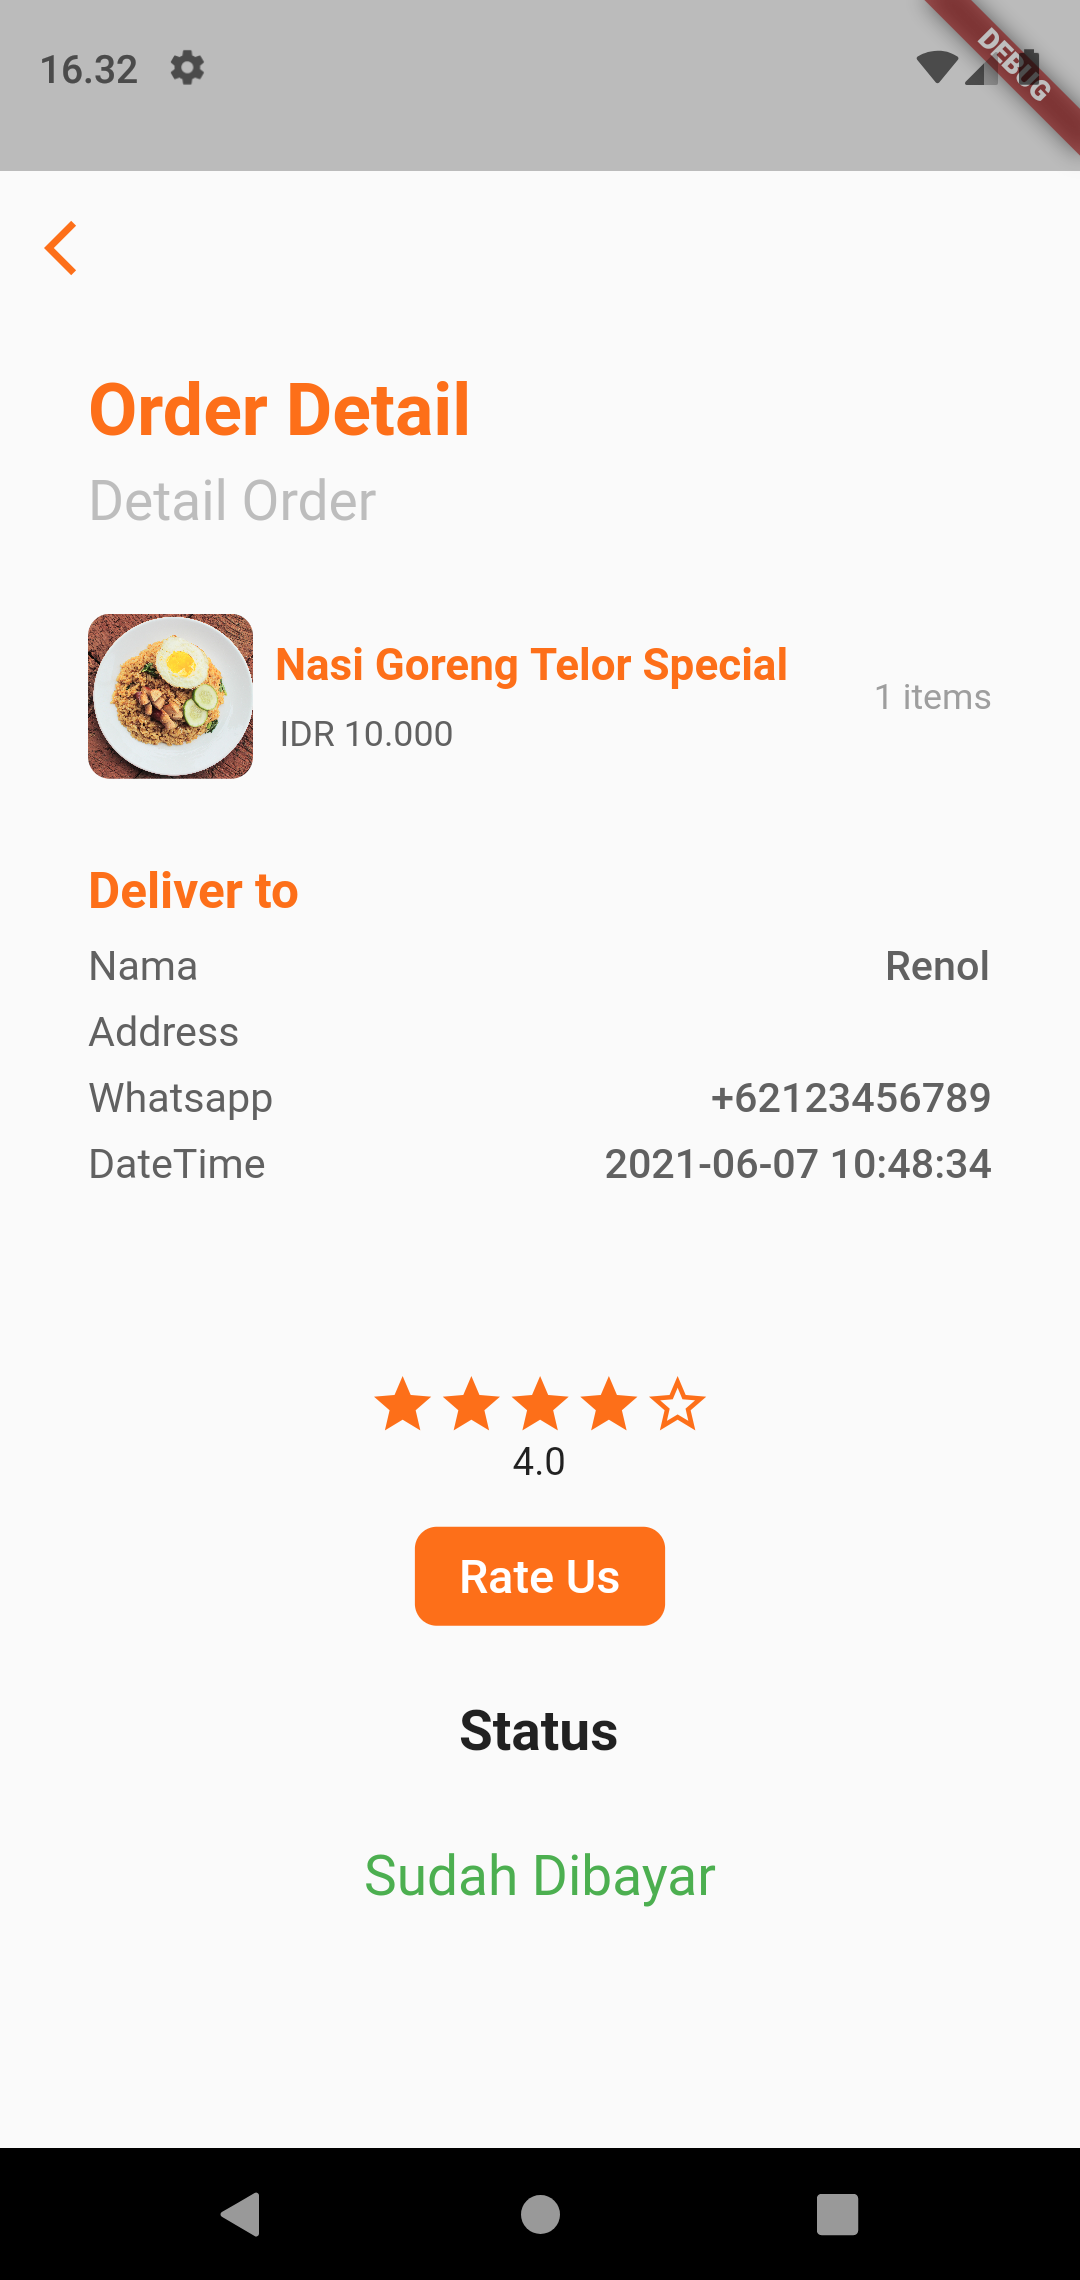 16.32
DEBUG
Order Detail
Detail Order
Nasi Goreng Telor Special
IDR 10.000
1 items
Deliver to
Nama Renol
Address
Whatsapp +62123456789
DateTime 2021-06-07 10:48:34
4.0
Rate Us
Status
Sudah Dibayar